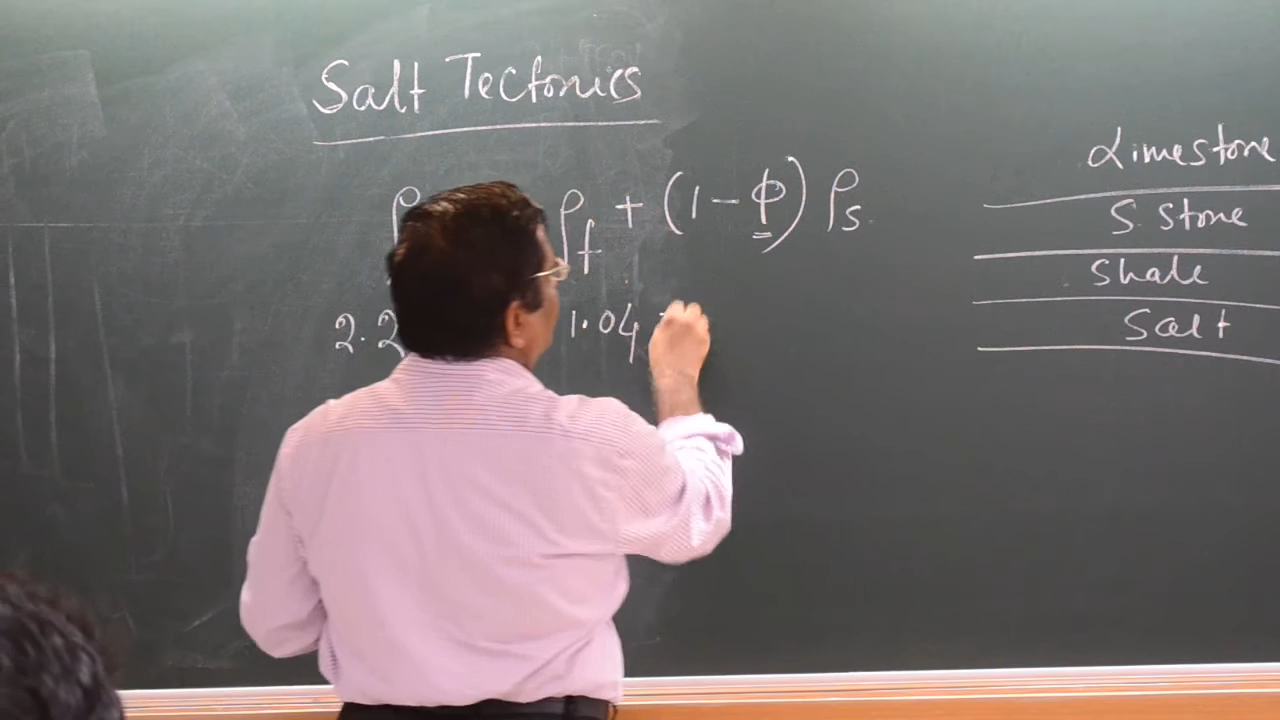 Salt Tectonics
ρ ρf + (1 - φ) ρs
2.2 1.04
Limestone
S. Stone
Shale
Salt